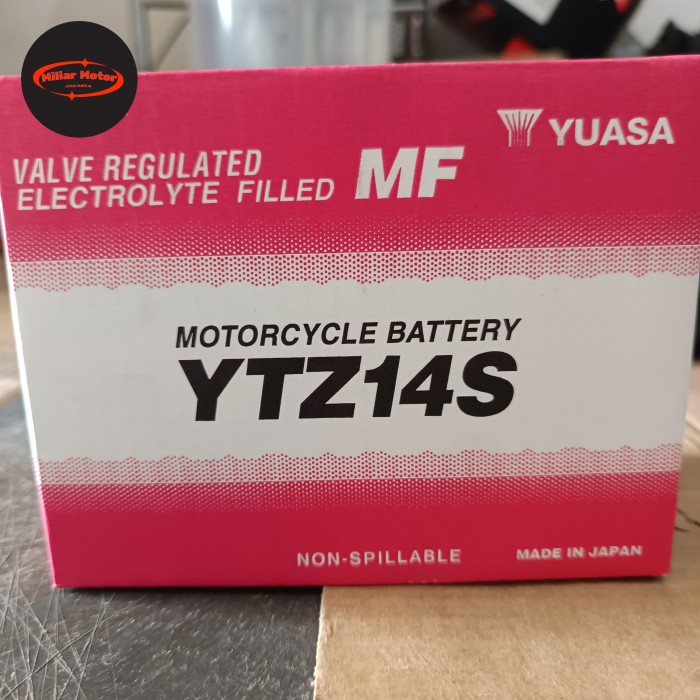 Miliar Motor
JAKARTA
YUASA
VALVE REGULATED
ELECTROLYTE FILLED MF
MOTORCYCLE BATTERY
YTZ14S
NON-SPILLABLE
MADE IN JAPAN